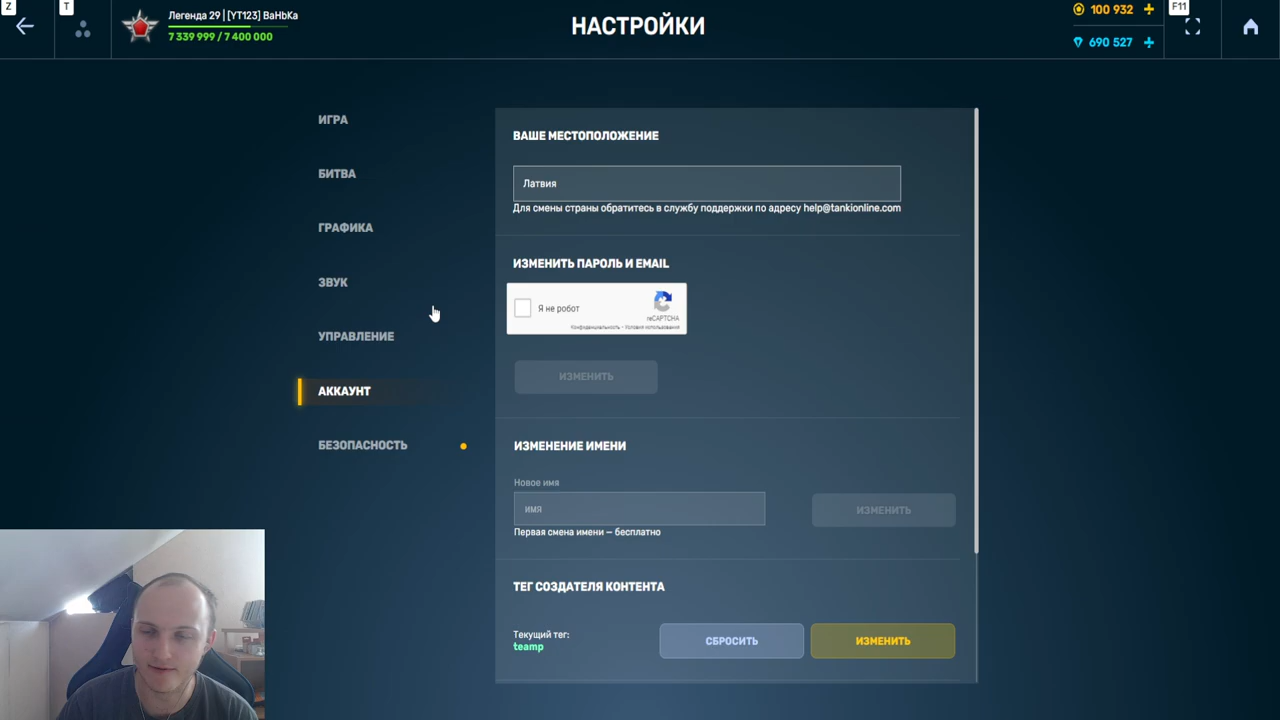 Z
T
Легенда 29 | [YT123] BaHbKa
7 339 999 / 7 400 000
НАСТРОЙКИ
100 932
690 527
F11
ИГРА
БИТВА
ГРАФИКА
ЗВУК
УПРАВЛЕНИЕ
АККАУНТ
БЕЗОПАСНОСТЬ
ВАШЕ МЕСТОПОЛОЖЕНИЕ
Латвия
Для смены страны обратитесь в службу поддержки по адресу help@tankionline.com
ИЗМЕНИТЬ ПАРОЛЬ И EMAIL
Я не робот
reCAPTCHA
Конфиденциальность - Условия использования
ИЗМЕНИТЬ
ИЗМЕНЕНИЕ ИМЕНИ
Новое имя
имя
ИЗМЕНИТЬ
Первая смена имени — бесплатно
ТЕГ СОЗДАТЕЛЯ КОНТЕНТА
Текущий тег:
teamp
СБРОСИТЬ
ИЗМЕНИТЬ